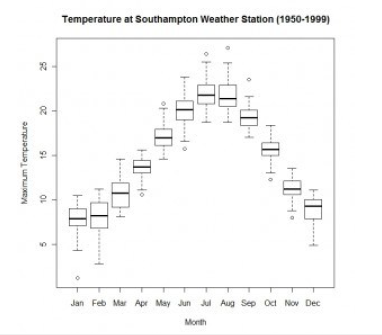 Temperature at Southampton Weather Station (1950-1999)
Maximum Temperature
25
20
15
10
5
Jan Feb Mar Apr May Jun Jul Aug Sep Oct Nov Dec
Month